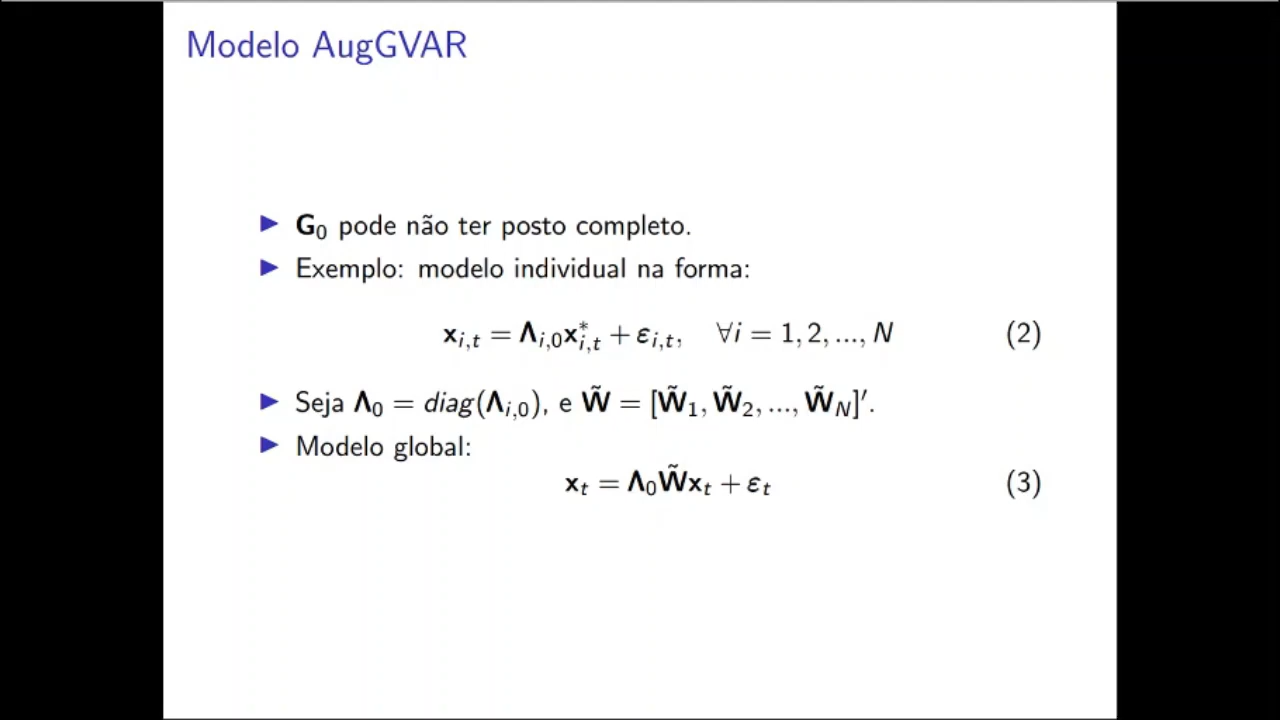 Modelo AugGVAR
▶ G₀ pode não ter posto completo.
▶ Exemplo: modelo individual na forma:
x_{i,t} = Λ_{i,0}x*_{i,t} + ε_{i,t}, ∀i = 1, 2, ..., N (2)
▶ Seja Λ₀ = diag(Λ_{i,0}), e W̃ = [W̃₁, W̃₂, ..., W̃_N]′.
▶ Modelo global:
x_t = Λ₀W̃x_t + ε_t (3)